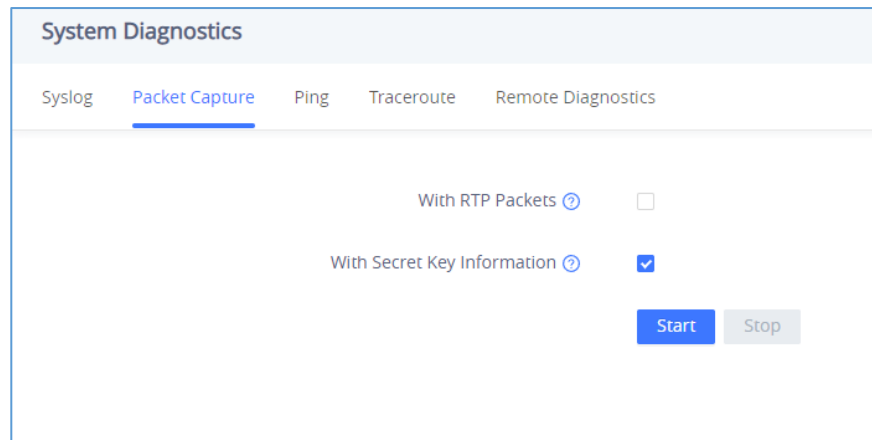 System Diagnostics
Syslog Packet Capture Ping Traceroute Remote Diagnostics
With RTP Packets ?
With Secret Key Information ?
Start Stop